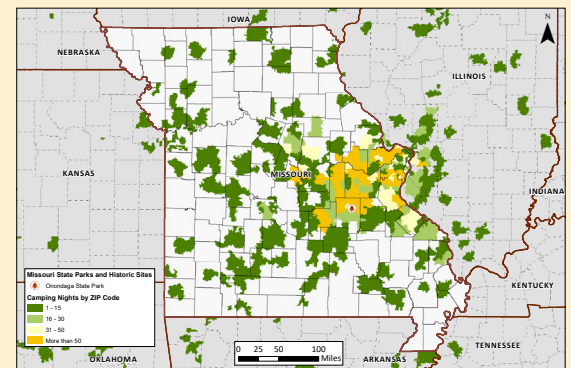 IOWA
N
NEBRASKA
ILLINOIS
KANSAS
MISSOURI
INDIANA
Missouri State Parks and Historic Sites
Onondaga State Park
Camping Nights by ZIP Code
1 - 15
16 - 30
31 - 50
More than 50
KENTUCKY
0 25 50 100
Miles
TENNESSEE
OKLAHOMA
ARKANSAS